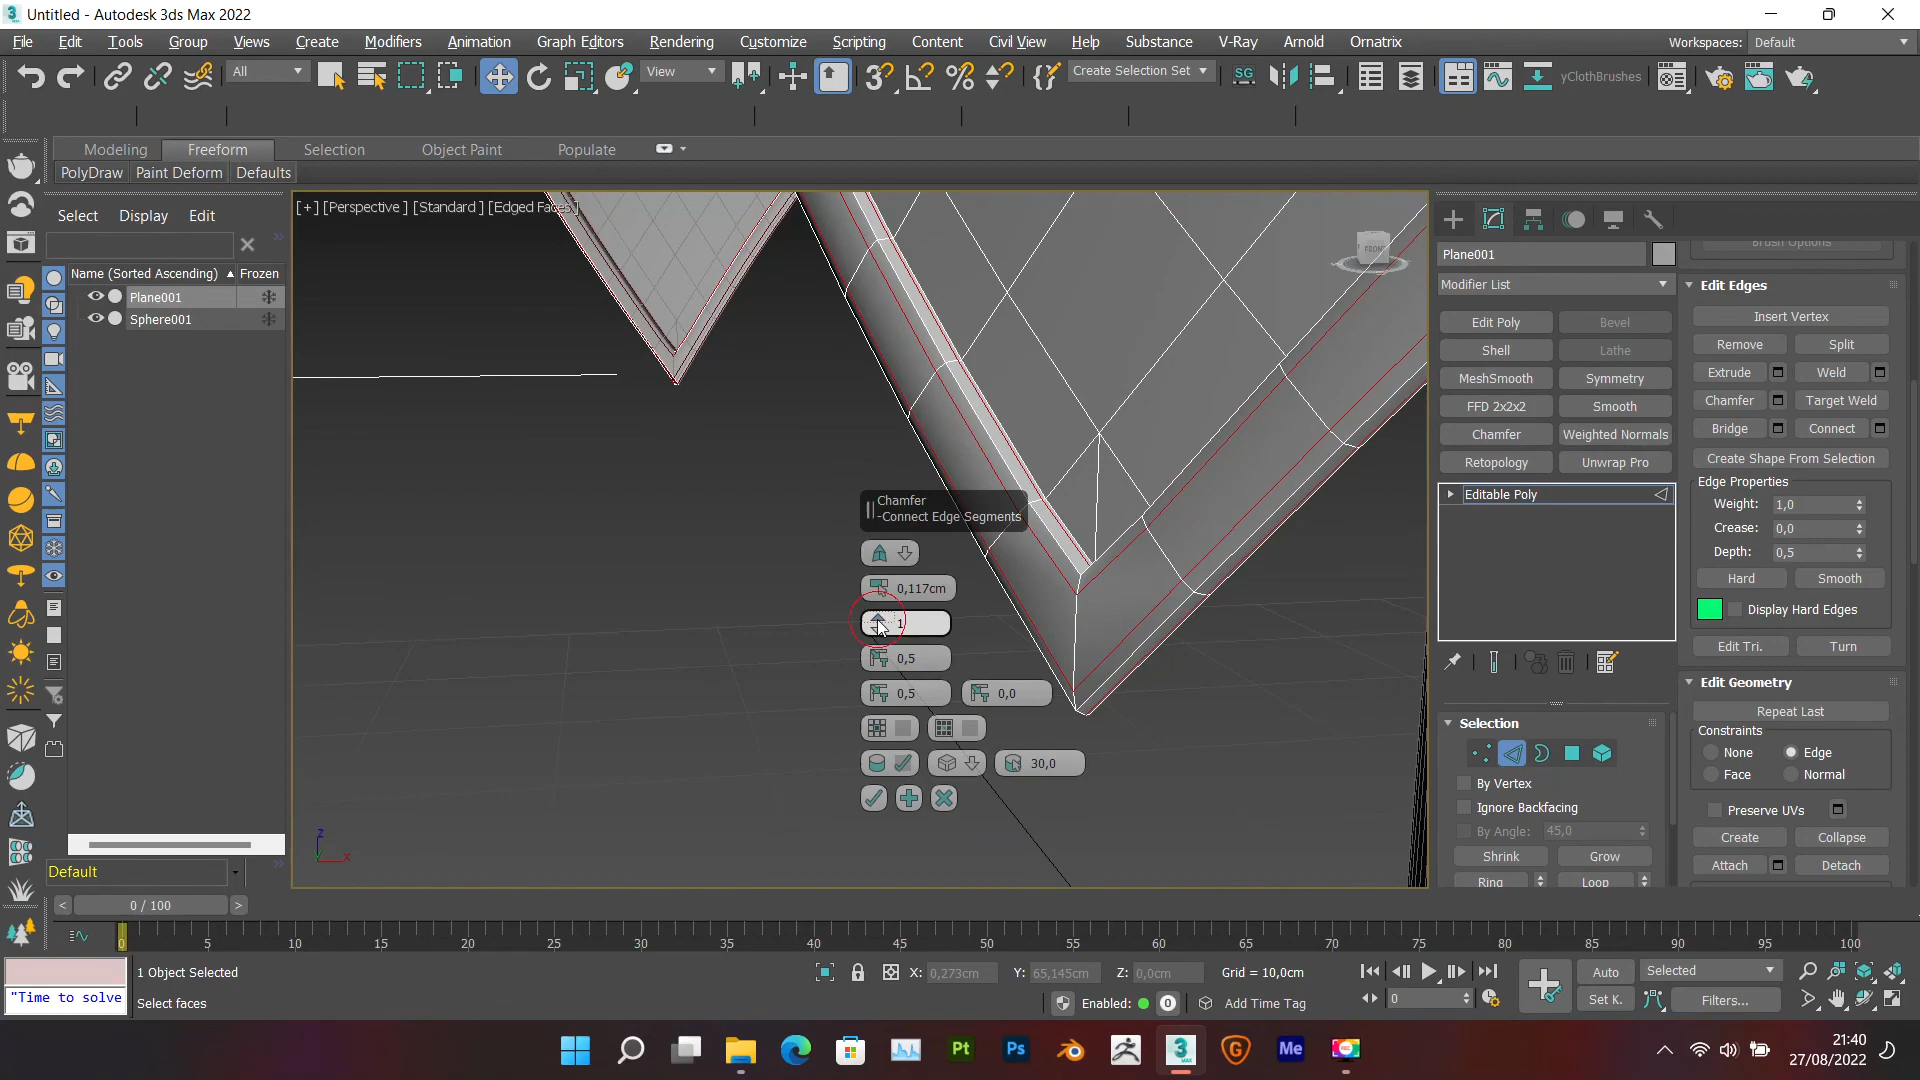 Untitled - Autodesk 3ds Max 2022
File Edit Tools Group Views Create Modifiers Animation Graph Editors Rendering Customize Scripting Content Civil View Help Substance V-Ray Arnold Ornatrix Workspaces: Default
All View Create Selection Set yClothBrushes
Modeling Freeform Selection Object Paint Populate
PolyDraw Paint Deform Defaults
Select Display Edit
Name (Sorted Ascending) Frozen
Plane001
Sphere001
[+] [Perspective ] [Standard ] [Edged Faces ]
FRONT
Chamfer
-Connect Edge Segments
0,117cm
1
0,5
0,5 0,0
30,0
z
x
Plane001
Modifier List
Edit Poly Bevel
Shell Lathe
MeshSmooth Symmetry
FFD 2x2x2 Smooth
Chamfer Weighted Normals
Retopology Unwrap Pro
Editable Poly
Selection
By Vertex
Ignore Backfacing
By Angle: 45,0
Shrink Grow
Ring Loop
Brush Options
Edit Edges
Insert Vertex
Remove Split
Extrude Weld
Chamfer Target Weld
Bridge Connect
Create Shape From Selection
Edge Properties
Weight: 1,0
Crease: 0,0
Depth: 0,5
Hard Smooth
Display Hard Edges
Edit Tri. Turn
Edit Geometry
Repeat Last
Constraints
None Edge
Face Normal
Preserve UVs
Create Collapse
Attach Detach
Default
0 / 100
0 5 10 15 20 25 30 35 40 45 50 55 60 65 70 75 80 85 90 95 100
1 Object Selected X: 0,273cm Y: 65,145cm Z: 0,0cm Grid = 10,0cm Auto Selected
"Time to solve Select faces Enabled: 0 Add Time Tag 0 Set K. Filters...
Pt Ps 3 MAX G Me
21:40
27/08/2022